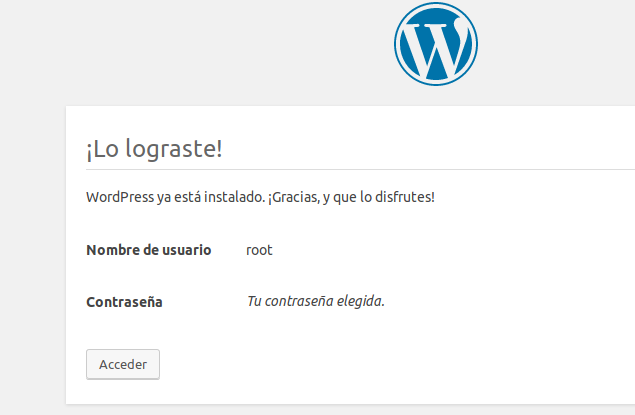 ¡Lo lograste!
WordPress ya está instalado. ¡Gracias, y que lo disfrutes!
Nombre de usuario root
Contraseña Tu contraseña elegida.
Acceder